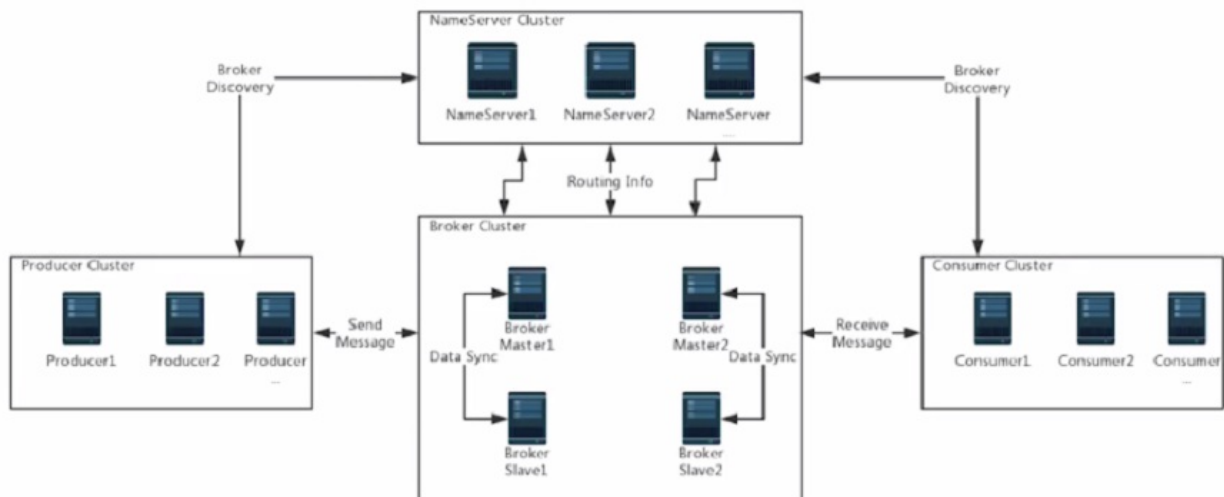 NameServer Cluster
NameServer1
NameServer2
NameServer
...
Broker
Discovery
Broker
Discovery
Routing Info
Broker Cluster
Producer Cluster
Producer1
Producer2
Producer
...
Send
Message
Broker
Master1
Broker
Master2
Data Sync
Data Sync
Broker
Slave1
Broker
Slave2
Receive
Message
Consumer Cluster
Consumer1
Consumer2
Consumer
...